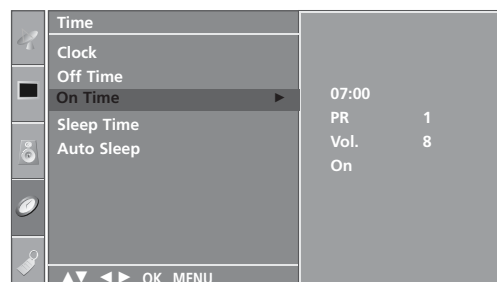 Time
Clock
Off Time
On Time ►
Sleep Time
Auto Sleep
▲▼ ◄► OK MENU
07:00
PR 1
Vol. 8
On